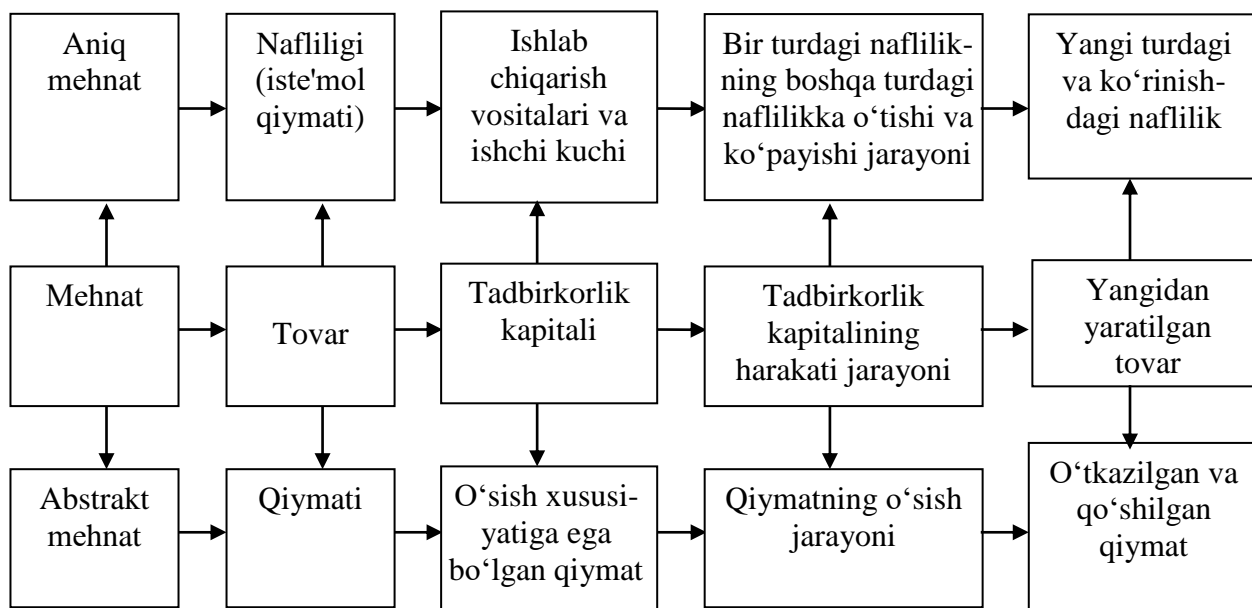 Aniq
mehnat
Nafliligi
(iste'mol
qiymati)
Ishlab
chiqarish
vositalari va
ishchi kuchi
Bir turdagi naflilik-
ning boshqa turdagi
naflilikka o‘tishi va
ko‘payishi jarayoni
Yangi turdagi
va ko‘rinish-
dagi naflilik
Mehnat
Tovar
Tadbirkorlik
kapitali
Tadbirkorlik
kapitalining
harakati jarayoni
Yangidan
yaratilgan
tovar
Abstrakt
mehnat
Qiymati
O‘sish xususi-
yatiga ega
bo‘lgan qiymat
Qiymatning o‘sish
jarayoni
O‘tkazilgan va
qo‘shilgan
qiymat